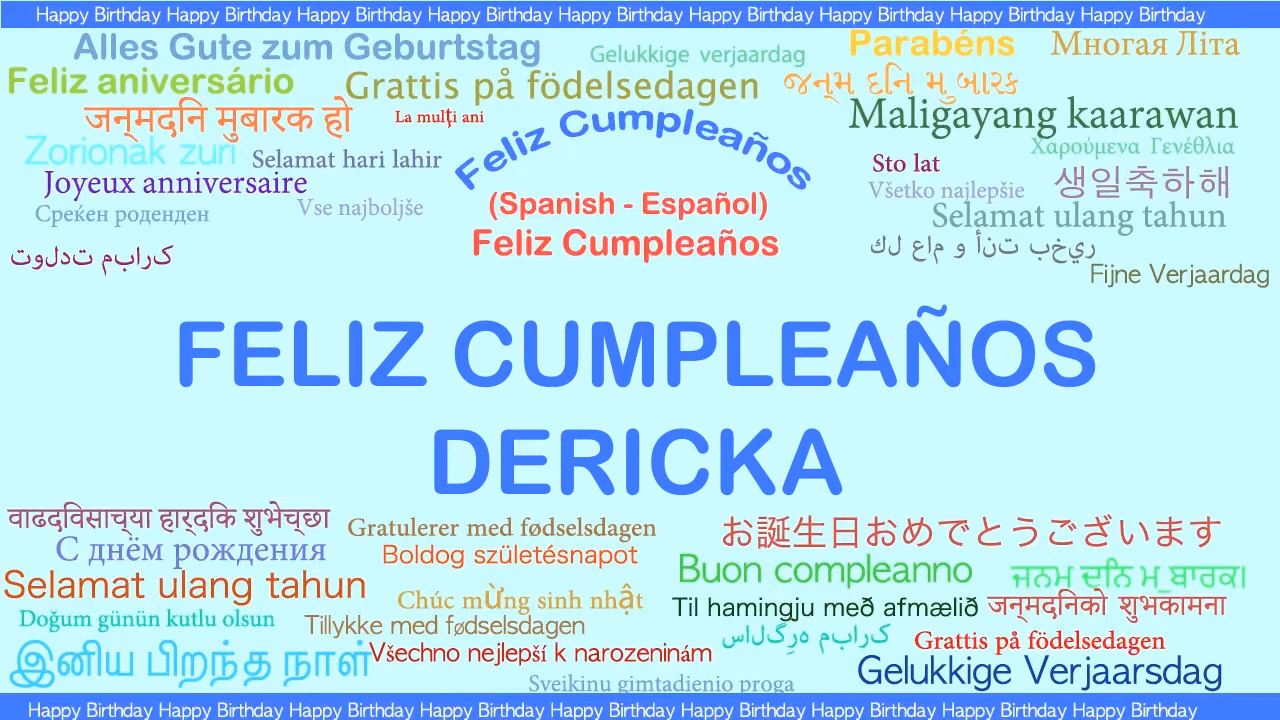 Happy Birthday Happy Birthday Happy Birthday Happy Birthday Happy Birthday Happy Birthday Happy Birthday Happy Birthday Happy Birthday
Alles Gute zum Geburtstag
Gelukkige verjaardag
Parabéns
Многая Літа
Feliz aniversário
Grattis på födelsedagen
જન્મ દિન મુબારક
जन्मदिन मुबारक हो
La mulţi ani
Feliz Cumpleaños
Maligayang kaarawan
Zorionak zuri
Selamat hari lahir
Sto lat
Χαρούμενα Γενέθλια
Joyeux anniversaire
(Spanish - Español)
Všetko najlepšie
생일축하해
Среќен роденден
Vse najboljše
Selamat ulang tahun
Feliz Cumpleaños
تولدت مبارک
كل عام و أنت بخير
Fijne Verjaardag
FELIZ CUMPLEAÑOS
DERICKA
वाढदिवसाच्या हार्दिक शुभेच्छा
Gratulerer med fødselsdagen
お誕生日おめでとうございます
С днём рождения
Boldog születésnapot
Buon compleanno
ਜਨਮ ਦਿਨ ਮੁਬਾਰਕ।
Selamat ulang tahun
Chúc mừng sinh nhật
Til hamingju með afmælið
जन्मदिनको शुभकामना
Doğum günün kutlu olsun
Tillykke med fødselsdagen
سالگرہ مبارک
Grattis på födelsedagen
இனிய பிறந்த நாள்
Všechno nejlepší k narozeninám
Gelukkige Verjaarsdag
Sveikinu gimtadienio proga
Happy Birthday Happy Birthday Happy Birthday Happy Birthday Happy Birthday Happy Birthday Happy Birthday Happy Birthday Happy Birthday